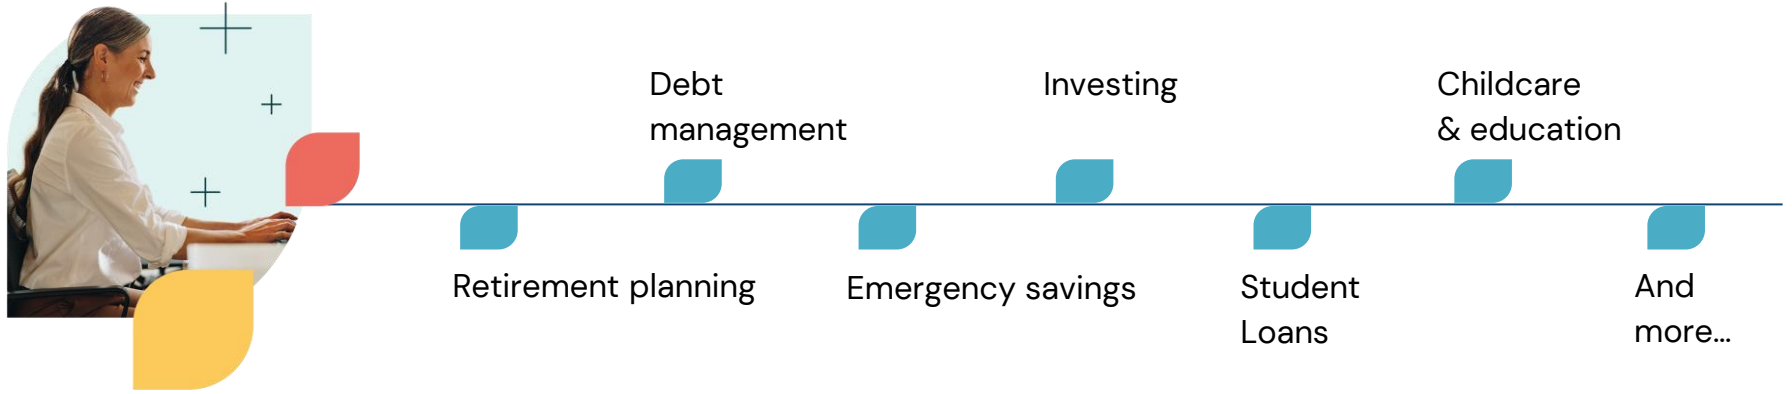 Debt
management
Investing
Childcare
& education
Retirement planning
Emergency savings
Student
Loans
And
more...